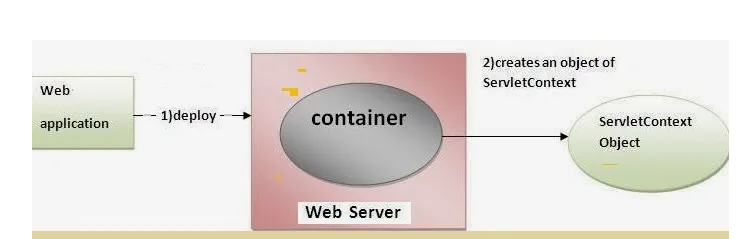 Web
application
1)deploy
container
Web Server
2)creates an object of
ServletContext
ServletContext
Object